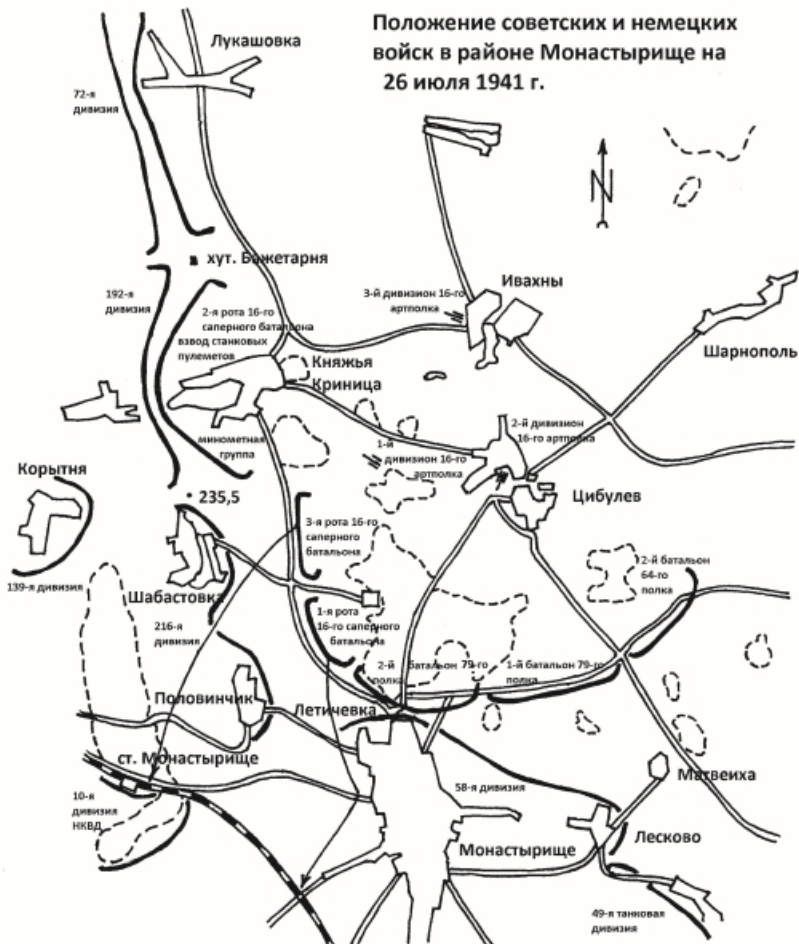 Положение советских и немецких
войск в районе Монастырище на
26 июля 1941 г.
Лукашовка
72-я
дивизия
N
хут. Бажетарня
Ивахны
192-я
дивизия
3-й дивизион 16-го
артполка
2-я рота 16-го
саперного батальона
взвод станковых
пулеметов
Шарнополь
Княжья
Криница
2-й дивизион
16-го артполка
минометная
группа
1-й
дивизион 16-го
артполка
Корытня
235,5
Цибулев
3-я рота 16-го
саперного
батальона
2-й батальон
64-го
полка
139-я дивизия
Шабастовка
216-я
дивизия
1-я рота
16-го саперного
батальона
2-й батальон 79-го
полка
1-й батальон 79-го
полка
Половинчик
Летичевка
ст. Монастырище
Матвеиха
58-я дивизия
10-я
дивизия
НКВД
Лесково
Монастырище
49-я танковая
дивизия